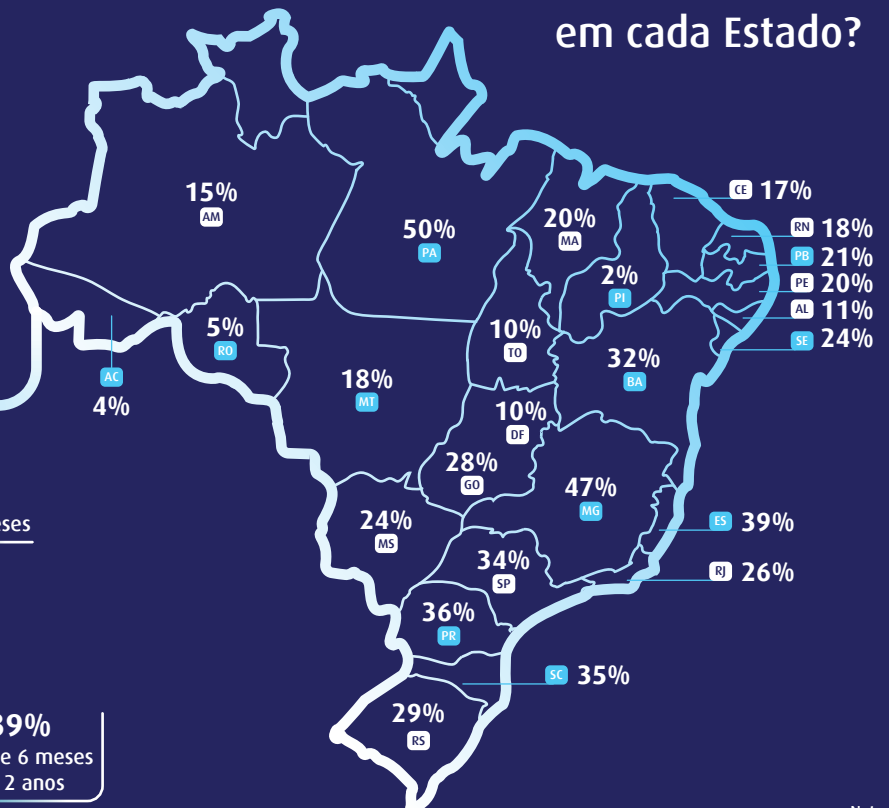 em cada Estado?
CE 17%
15%
AM
20%
MA
50%
PA
RN 18%
PB 21%
2%
PI
PE 20%
AL 11%
5%
RO
10%
TO
SE 24%
32%
BA
AC
4%
18%
MT
10%
DF
28%
GO
47%
MG
24%
MS
ES 39%
34%
SP
RJ 26%
36%
PR
SC 35%
29%
RS
39%
e 6 meses
2 anos